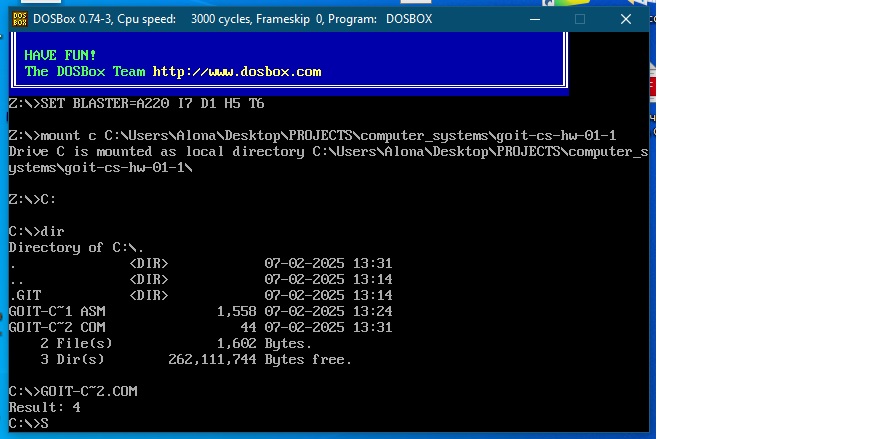 DOSBox 0.74-3, Cpu speed: 3000 cycles, Frameskip 0, Program: DOSBOX
HAVE FUN!
The DOSBox Team http://www.dosbox.com
Z:\>SET BLASTER=A220 I7 D1 H5 T6
Z:\>mount c C:\Users\Alona\Desktop\PROJECTS\computer_systems\goit-cs-hw-01-1
Drive C is mounted as local directory C:\Users\Alona\Desktop\PROJECTS\computer_s
ystems\goit-cs-hw-01-1\
Z:\>C:
C:\>dir
Directory of C:\.
. <DIR> 07-02-2025 13:31
.. <DIR> 07-02-2025 13:14
.GIT <DIR> 07-02-2025 13:14
GOIT-C~1 ASM 1,558 07-02-2025 13:24
GOIT-C~2 COM 44 07-02-2025 13:31
2 File(s) 1,602 Bytes.
3 Dir(s) 262,111,744 Bytes free.
C:\>GOIT-C~2.COM
Result: 4
C:\>S